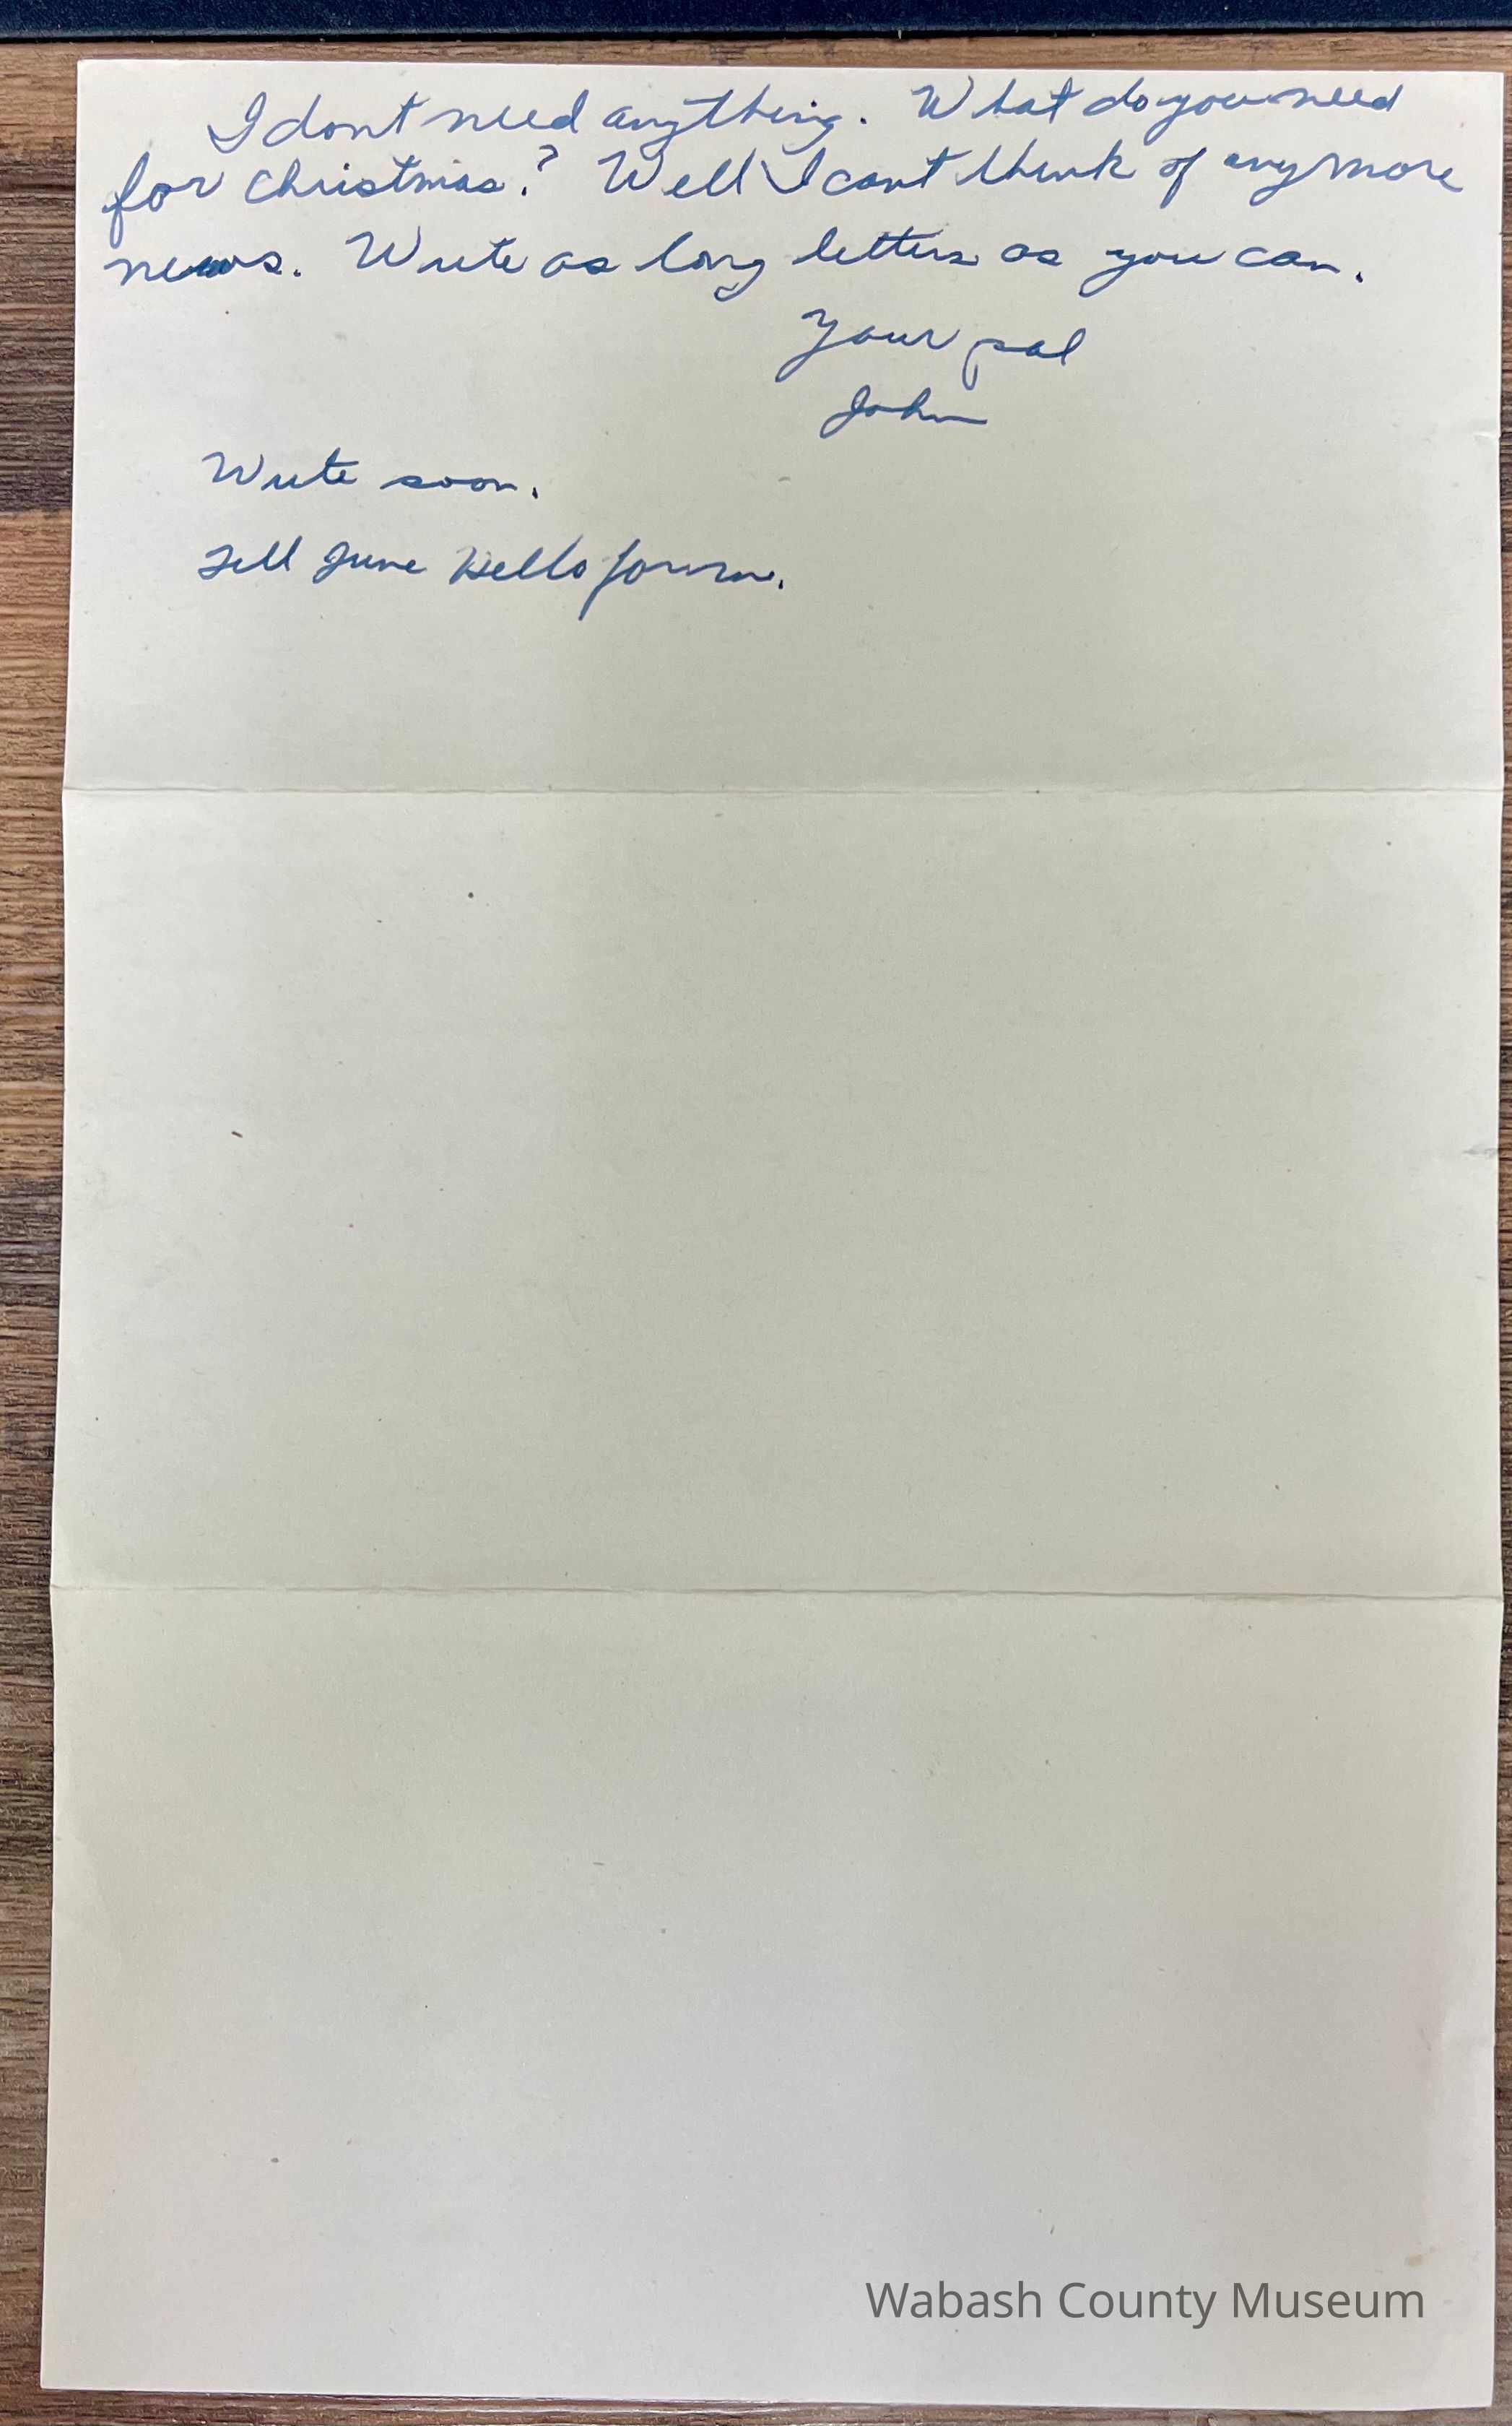 I dont need anything. What do you need
for Christmas? Well I cant think of any more
news. Write as long letters as you can.
Your pal
John
Write soon.
Tell June Hello for me.
Wabash County Museum